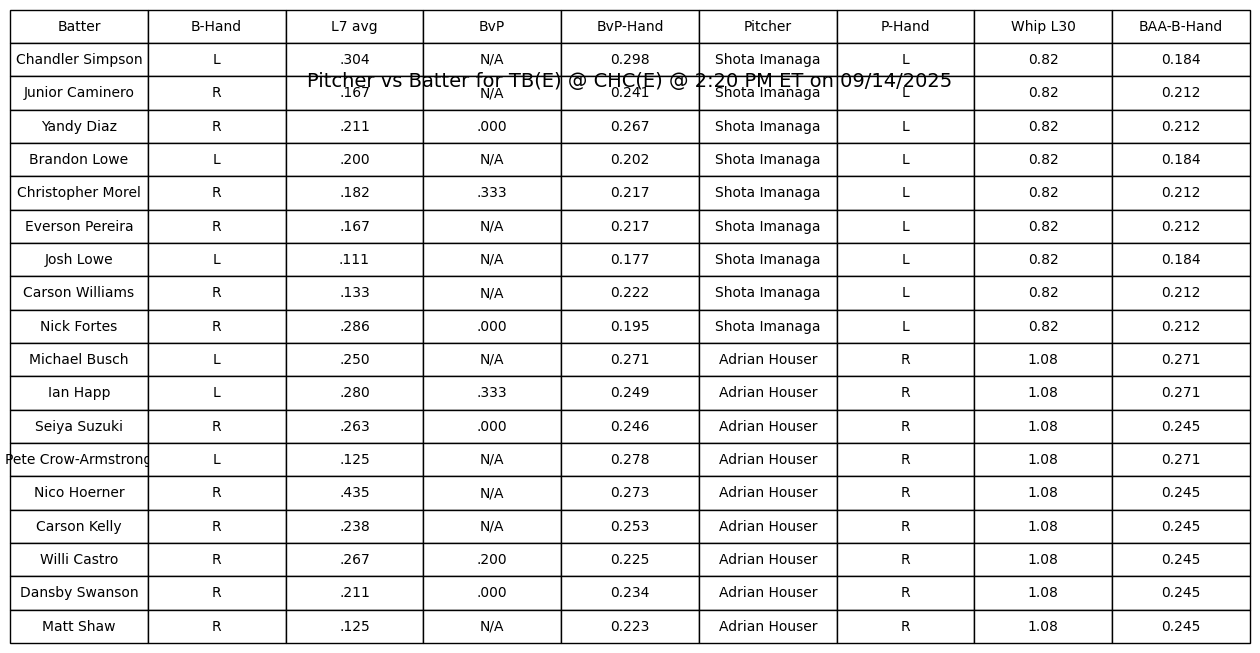 Batter B-Hand L7 avg BvP BvP-Hand Pitcher P-Hand Whip L30 BAA-B-Hand
Chandler Simpson L .304 N/A 0.298 Shota Imanaga L 0.82 0.184
Pitcher vs Batter for TB(E) @ CHC(E) @ 2:20 PM ET on 09/14/2025
Junior Caminero R .167 N/A 0.241 Shota Imanaga L 0.82 0.212
Yandy Diaz R .211 .000 0.267 Shota Imanaga L 0.82 0.212
Brandon Lowe L .200 N/A 0.202 Shota Imanaga L 0.82 0.184
Christopher Morel R .182 .333 0.217 Shota Imanaga L 0.82 0.212
Everson Pereira R .167 N/A 0.217 Shota Imanaga L 0.82 0.212
Josh Lowe L .111 N/A 0.177 Shota Imanaga L 0.82 0.184
Carson Williams R .133 N/A 0.222 Shota Imanaga L 0.82 0.212
Nick Fortes R .286 .000 0.195 Shota Imanaga L 0.82 0.212
Michael Busch L .250 N/A 0.271 Adrian Houser R 1.08 0.271
Ian Happ L .280 .333 0.249 Adrian Houser R 1.08 0.271
Seiya Suzuki R .263 .000 0.246 Adrian Houser R 1.08 0.245
Pete Crow-Armstrong L .125 N/A 0.278 Adrian Houser R 1.08 0.271
Nico Hoerner R .435 N/A 0.273 Adrian Houser R 1.08 0.245
Carson Kelly R .238 N/A 0.253 Adrian Houser R 1.08 0.245
Willi Castro R .267 .200 0.225 Adrian Houser R 1.08 0.245
Dansby Swanson R .211 .000 0.234 Adrian Houser R 1.08 0.245
Matt Shaw R .125 N/A 0.223 Adrian Houser R 1.08 0.245